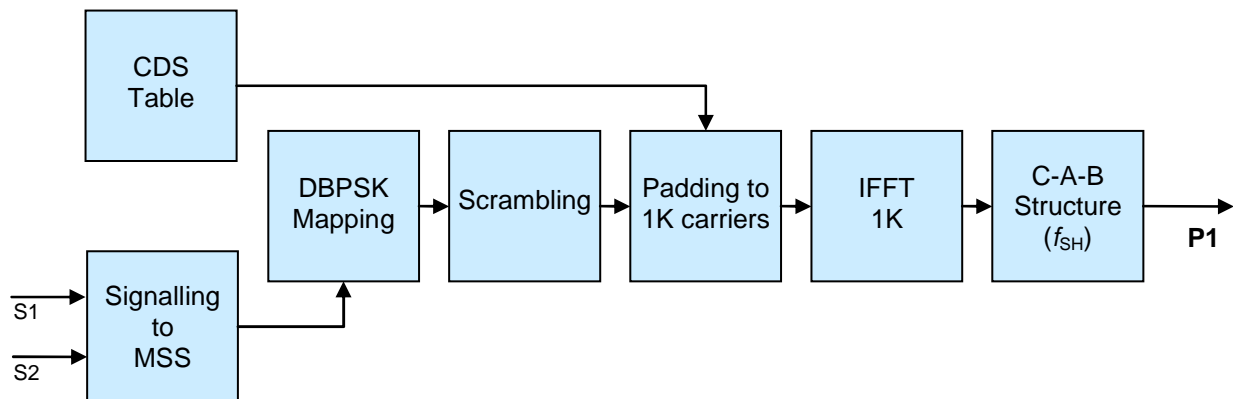 CDS
Table
DBPSK
Mapping
Scrambling
Padding to
1K carriers
IFFT
1K
C-A-B
Structure
(fSH)
P1
S1
S2
Signalling
to
MSS